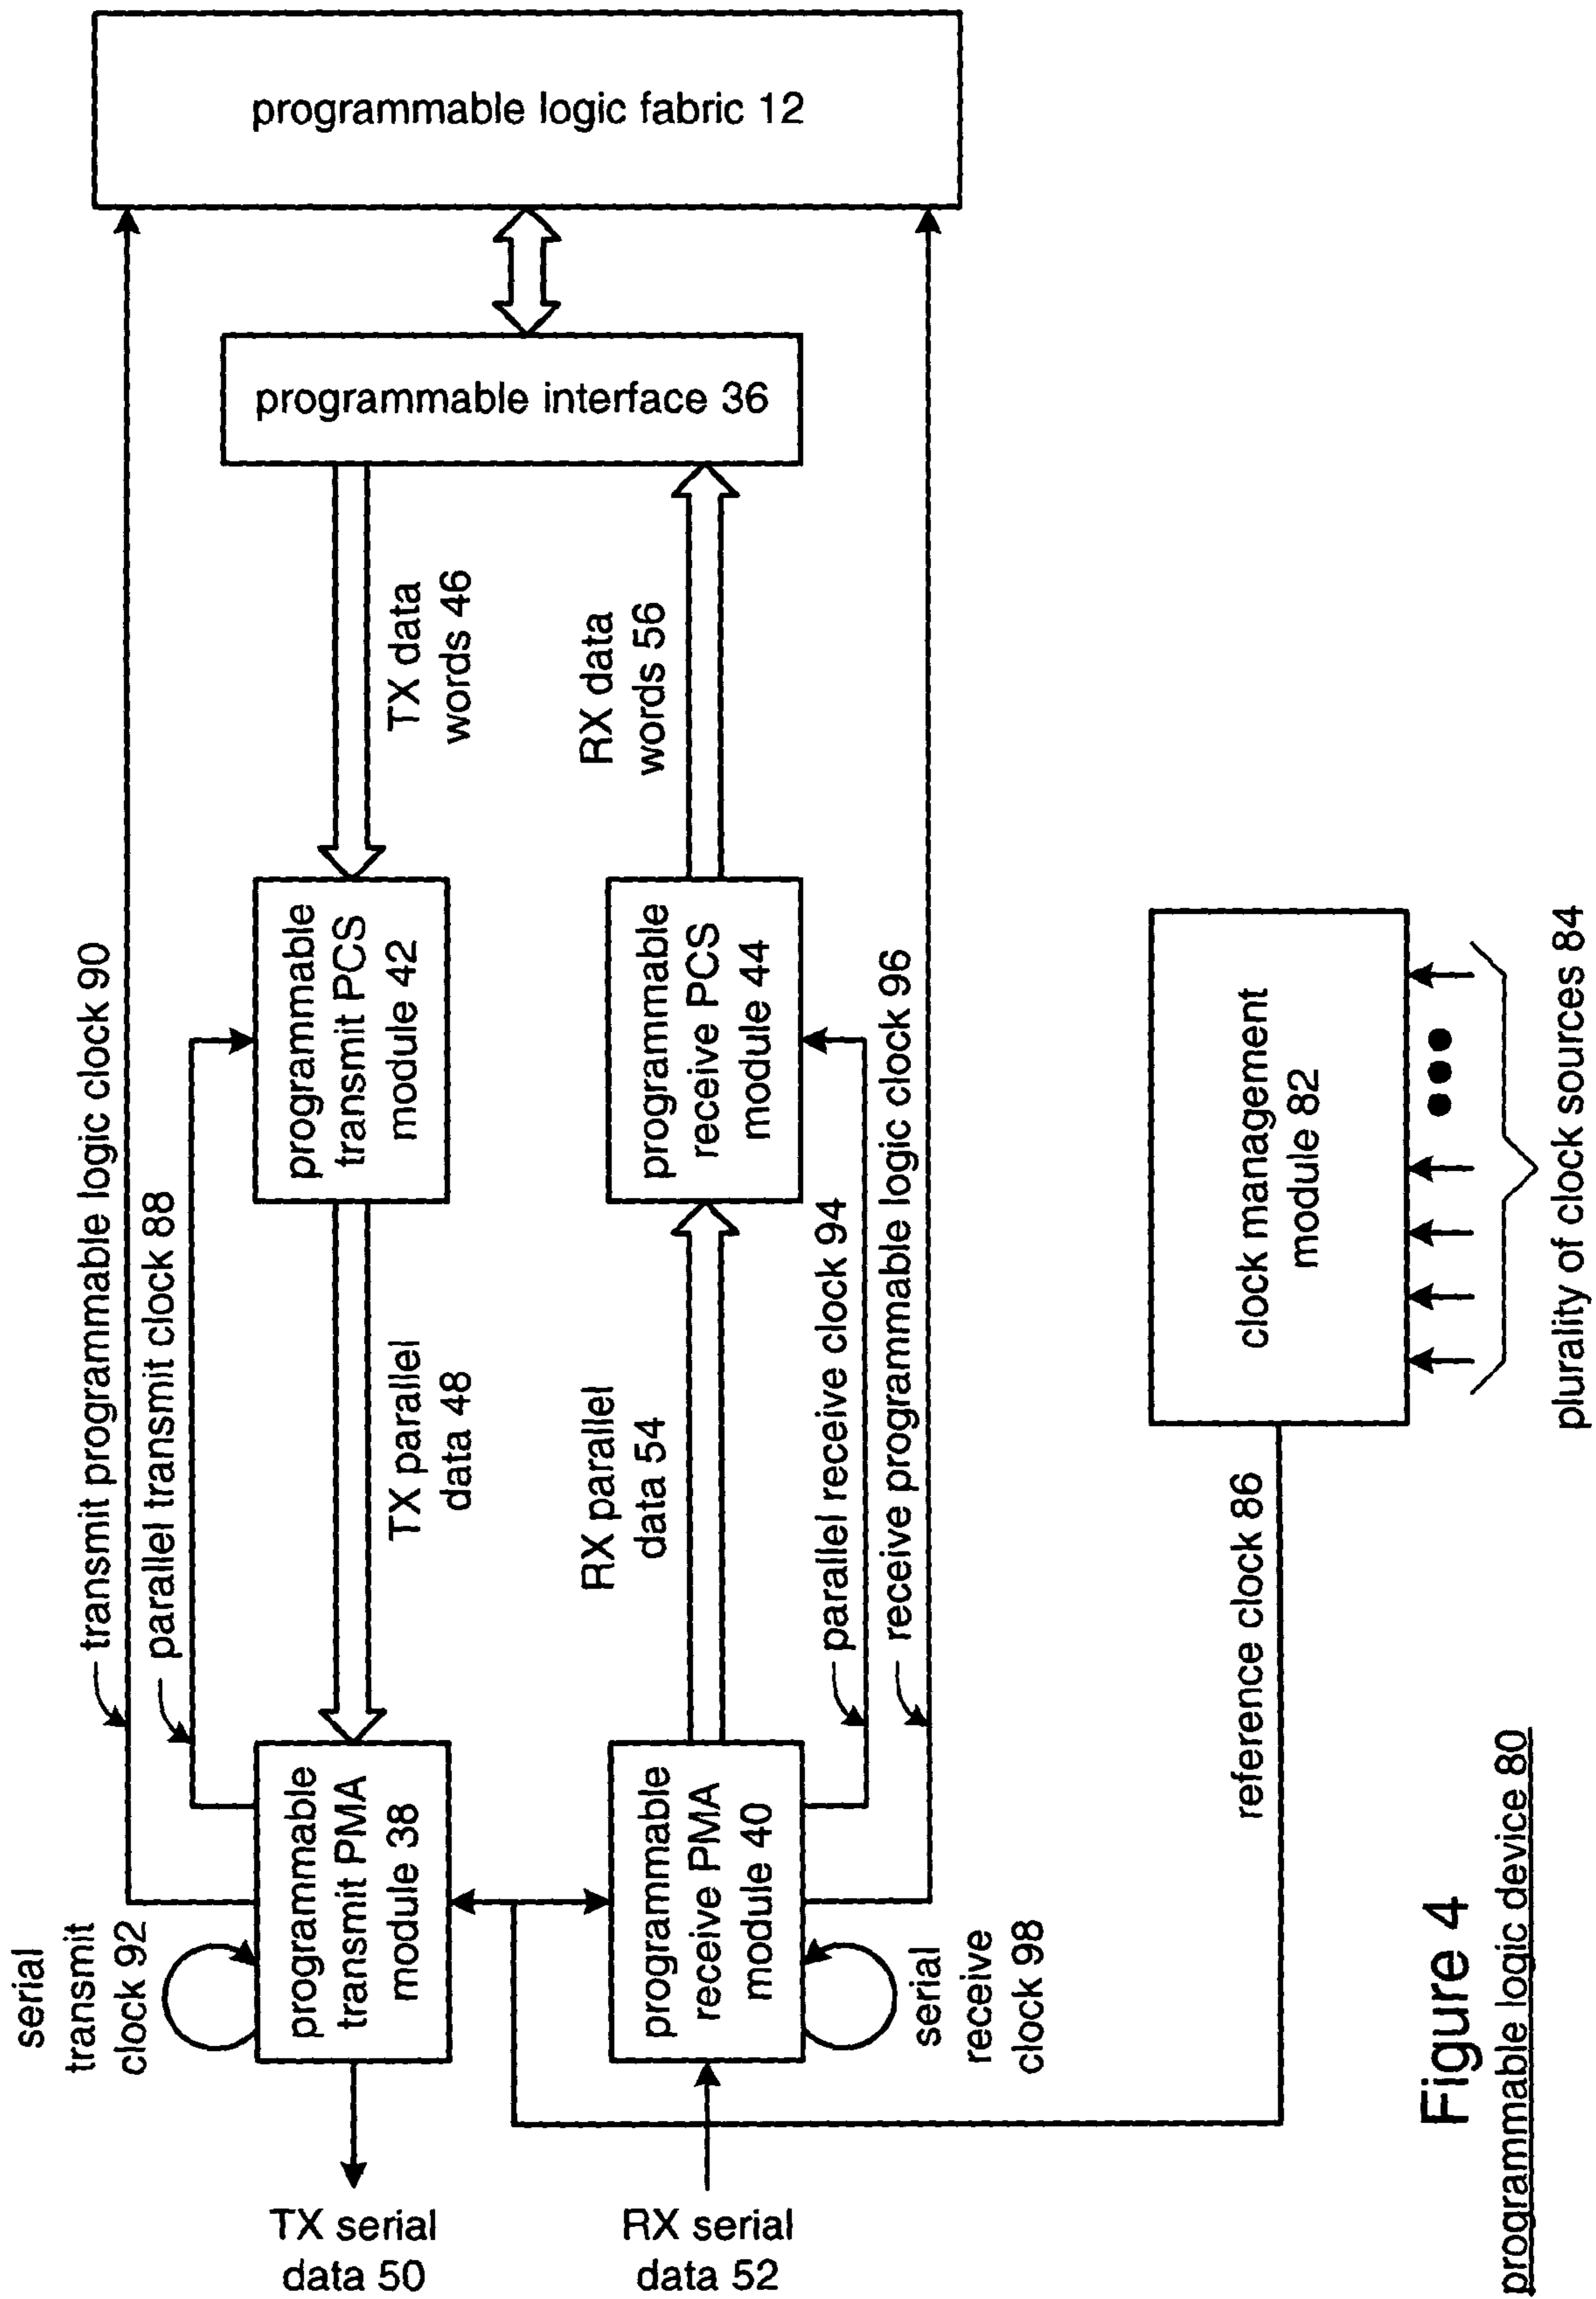 programmable logic fabric 12
programmable interface 36
TX data
words 46
RX data
words 56
transmit programmable logic clock 90
parallel transmit clock 88
programmable
transmit PCS
module 42
programmable
receive PCS
module 44
TX parallel
data 48
RX parallel
data 54
parallel receive clock 94
receive programmable logic clock 96
serial
transmit
clock 92
programmable
transmit PMA
module 38
programmable
receive PMA
module 40
serial
receive
clock 98
TX serial
data 50
RX serial
data 52
reference clock 86
clock management
module 82
plurality of clock sources 84
Figure 4
programmable logic device 80